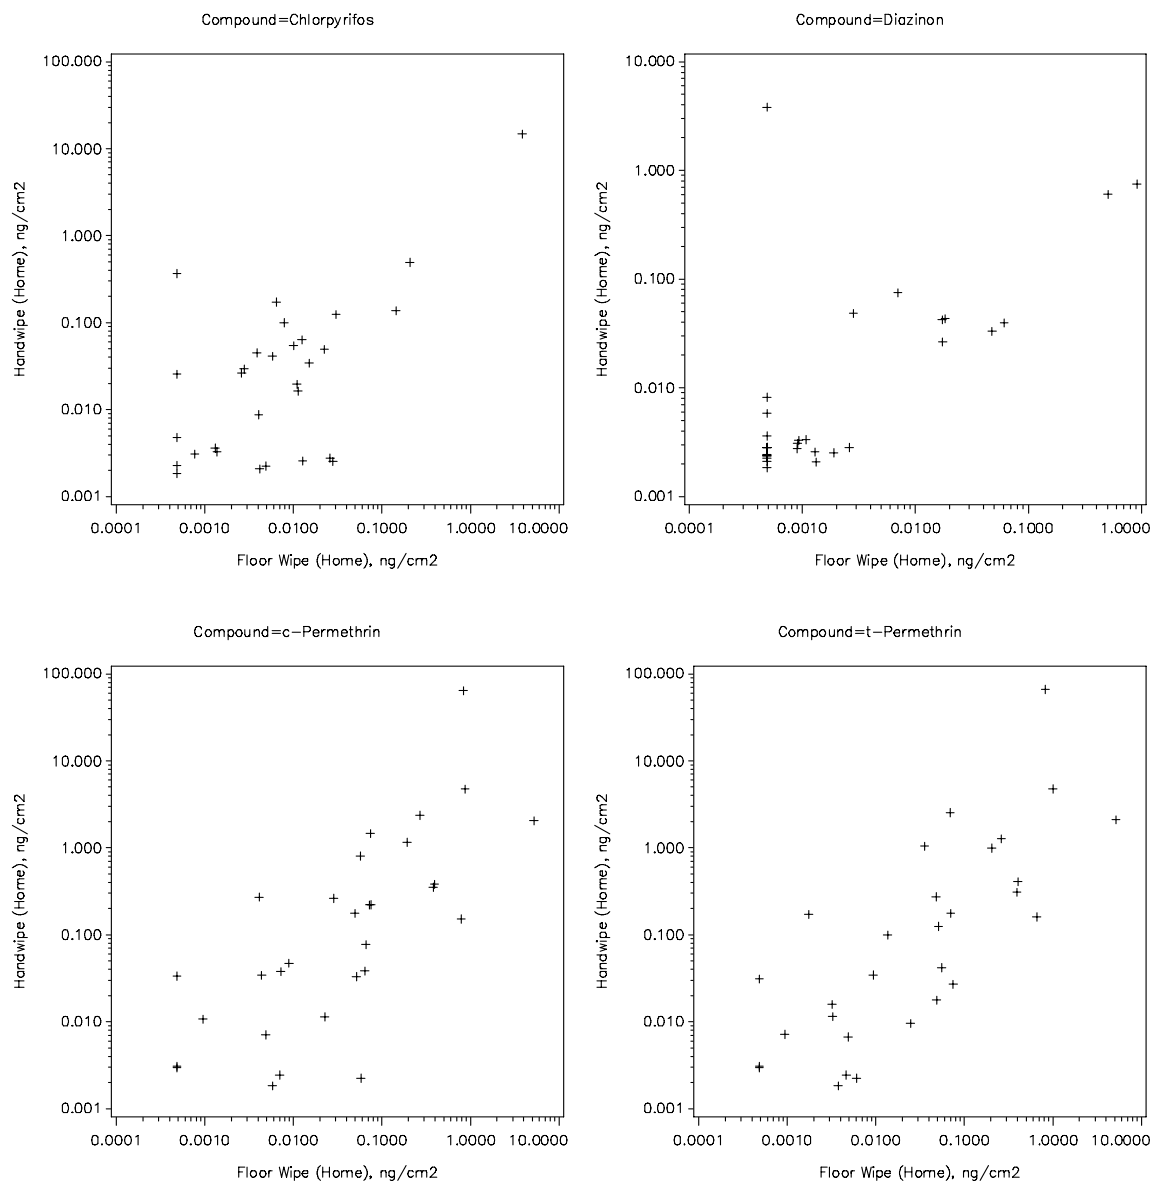 Compound=Chlorpyrifos
100.000
10.000
1.000
0.100
0.010
0.001
Handwipe (Home), ng/cm2
0.0001 0.0010 0.0100 0.1000 1.0000 10.0000
Floor Wipe (Home), ng/cm2
Compound=Diazinon
10.000
1.000
0.100
0.010
0.001
Handwipe (Home), ng/cm2
0.0001 0.0010 0.0100 0.1000 1.0000
Floor Wipe (Home), ng/cm2
Compound=c-Permethrin
100.000
10.000
1.000
0.100
0.010
0.001
Handwipe (Home), ng/cm2
0.0001 0.0010 0.0100 0.1000 1.0000 10.0000
Floor Wipe (Home), ng/cm2
Compound=t-Permethrin
100.000
10.000
1.000
0.100
0.010
0.001
Handwipe (Home), ng/cm2
0.0001 0.0010 0.0100 0.1000 1.0000 10.0000
Floor Wipe (Home), ng/cm2